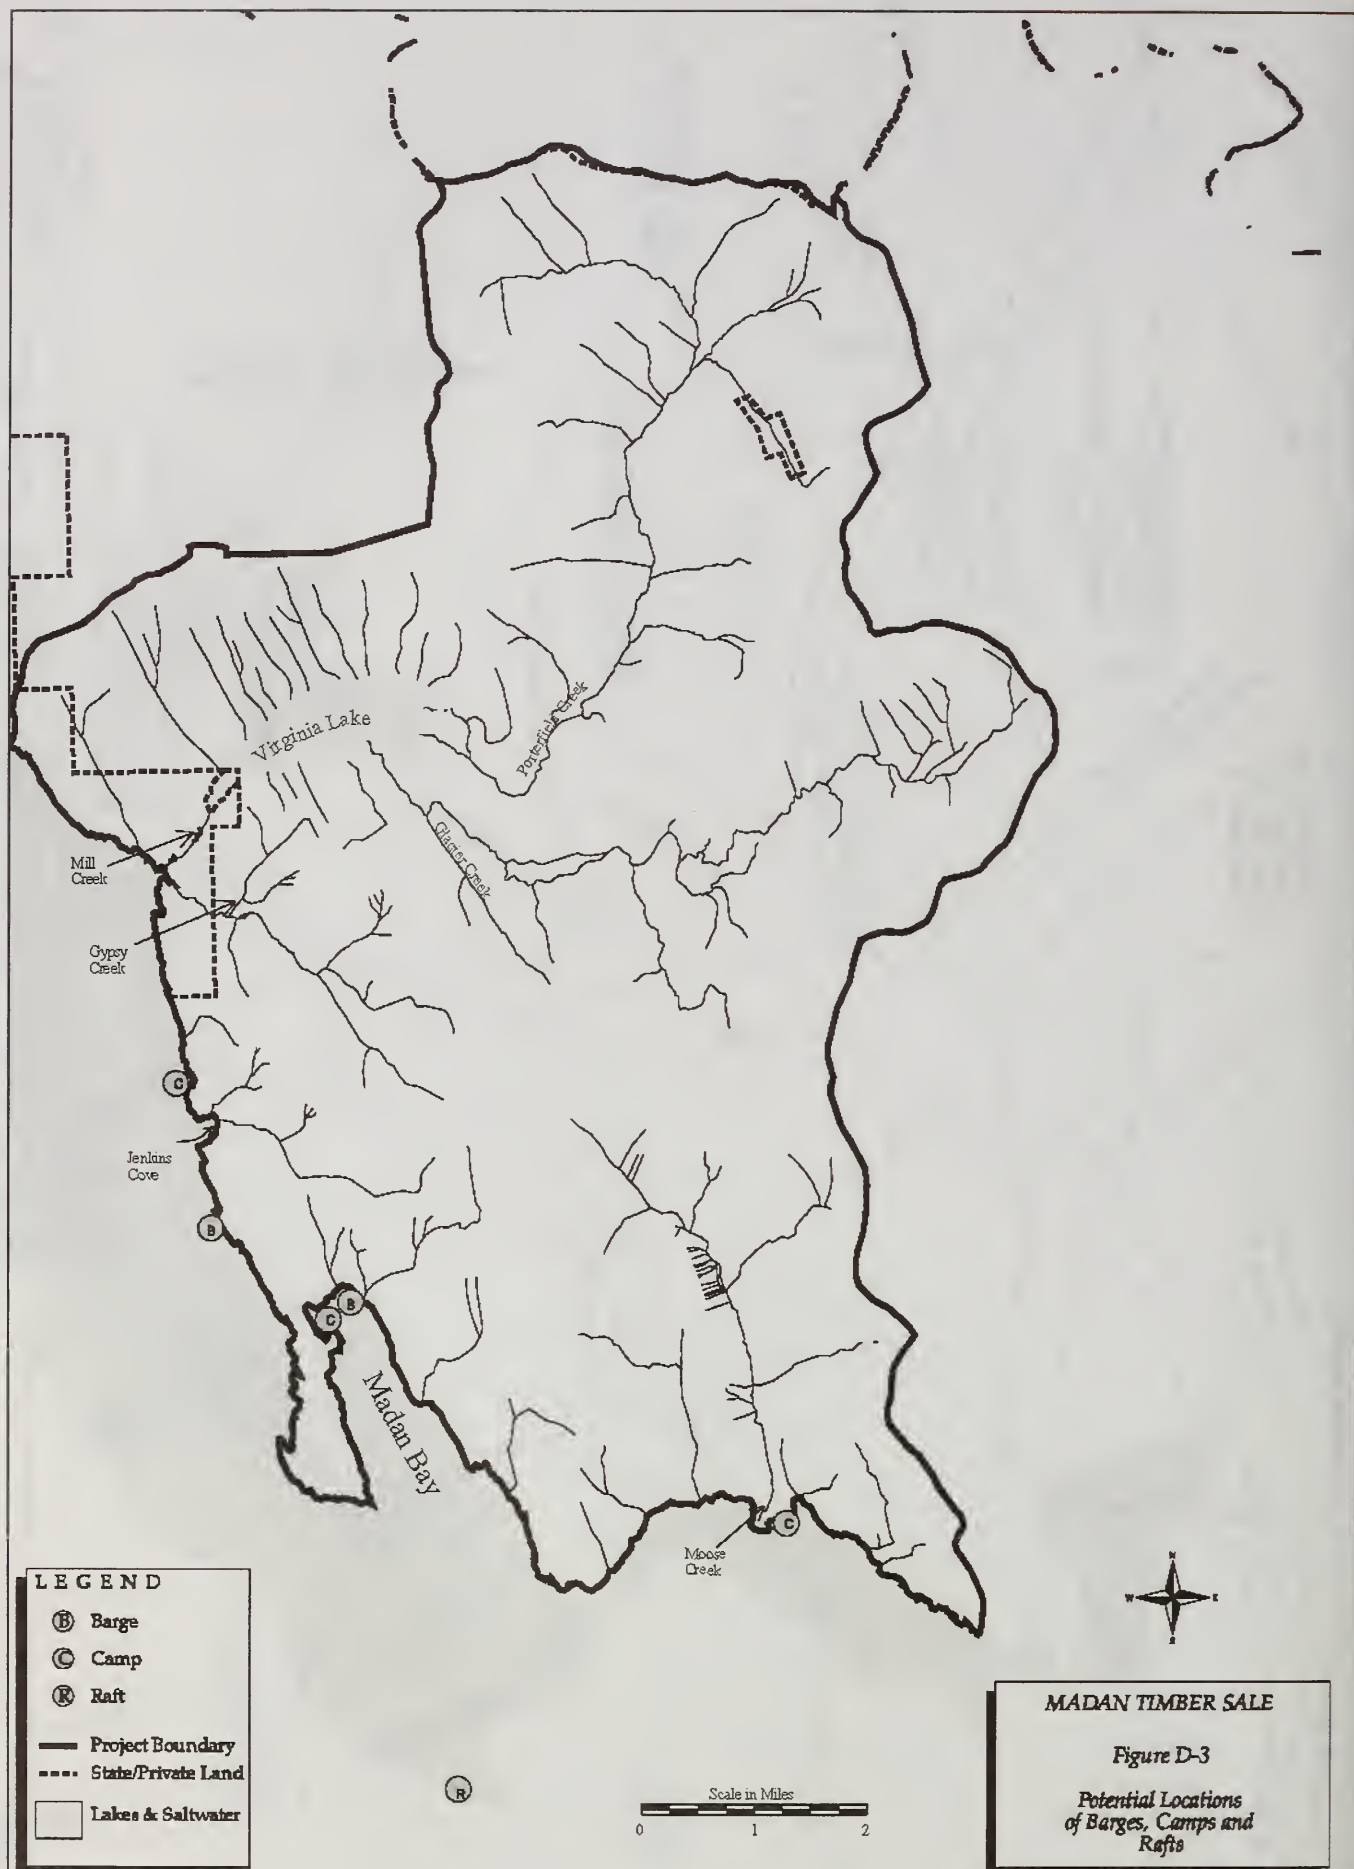 Virginia Lake
Porterfield Creek
Glacier Creek
Mill
Creek
Gypsy
Creek
C
Jenkins
Cove
B
B
C
Madan Bay
C
Moose
Creek
LEGEND
B Barge
C Camp
R Raft
Project Boundary
State/Private Land
Lakes & Saltwater
R
Scale in Miles
0 1 2
N
W E
S
MADAN TIMBER SALE
Figure D-3
Potential Locations
of Barges, Camps and
Rafts